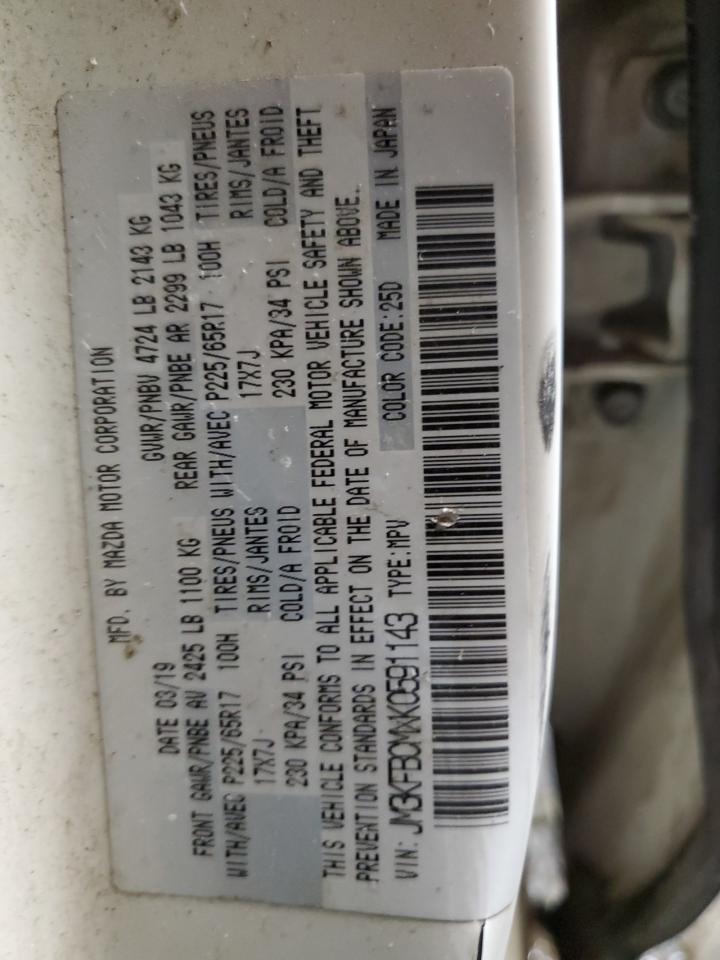 MFD. BY MAZDA MOTOR CORPORATION
DATE 03/19 GVWR/PNBV 4724 LB 2143 KG
FRONT GAWR/PNBE AV 2425 LB 1100 KG REAR GAWR/PNBE AR 2299 LB 1043 KG
WITH/AVEC P225/65R17 100H TIRES/PNEUS WITH/AVEC P225/65R17 100H TIRES/PNEUS
17X7J RIMS/JANTES 17X7J RIMS/JANTES
230 KPA/34 PSI COLD/A FROID 230 KPA/34 PSI COLD/A FROID
THIS VEHICLE CONFORMS TO ALL APPLICABLE FEDERAL MOTOR VEHICLE SAFETY AND THEFT
PREVENTION STANDARDS IN EFFECT ON THE DATE OF MANUFACTURE SHOWN ABOVE.
VIN: JM3KFBCMXK0591143 TYPE:MPV COLOR CODE:25D MADE IN JAPAN